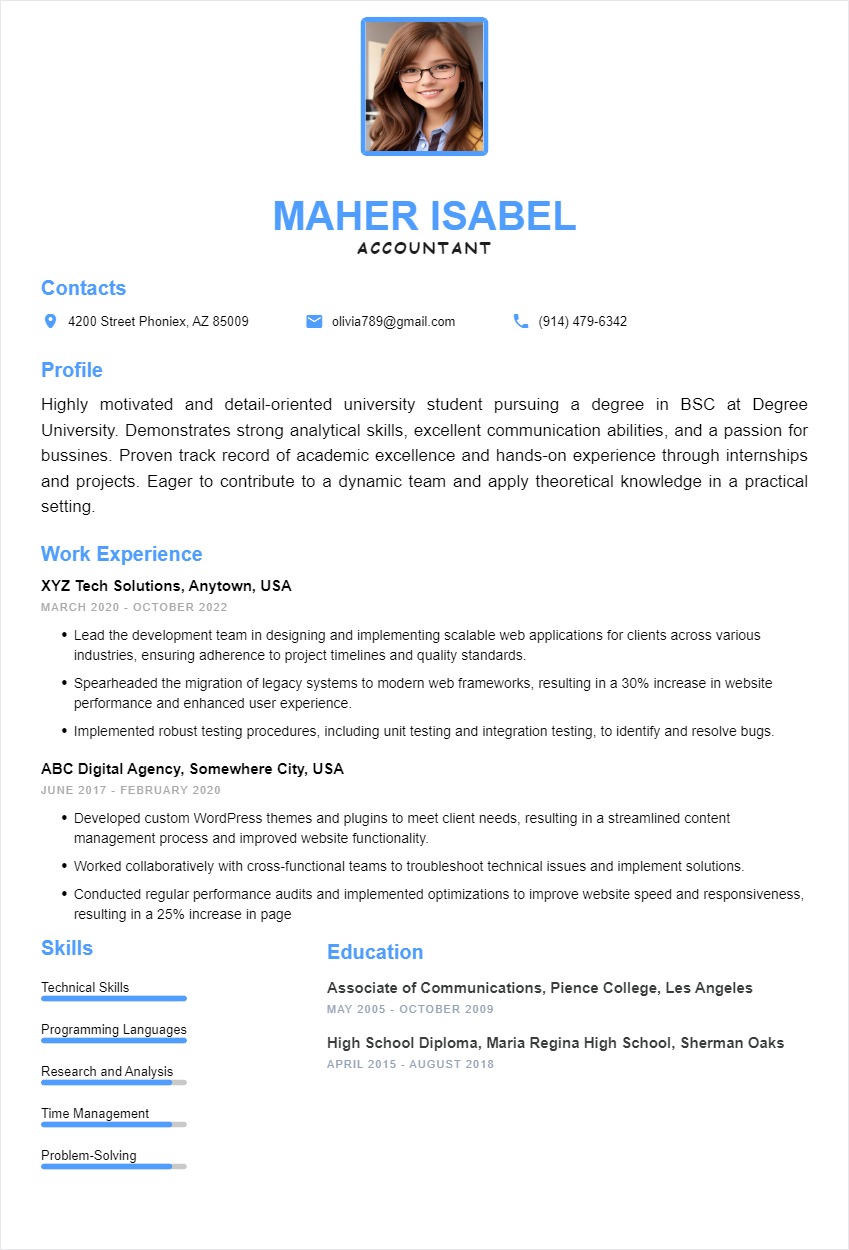 MAHER ISABEL
ACCOUNTANT
Contacts
4200 Street Phoniex, AZ 85009
olivia789@gmail.com
(914) 479-6342
Profile
Highly motivated and detail-oriented university student pursuing a degree in BSC at Degree
University. Demonstrates strong analytical skills, excellent communication abilities, and a passion for
bussines. Proven track record of academic excellence and hands-on experience through internships
and projects. Eager to contribute to a dynamic team and apply theoretical knowledge in a practical
setting.
Work Experience
XYZ Tech Solutions, Anytown, USA
MARCH 2020 - OCTOBER 2022
• Lead the development team in designing and implementing scalable web applications for clients across various
industries, ensuring adherence to project timelines and quality standards.
• Spearheaded the migration of legacy systems to modern web frameworks, resulting in a 30% increase in website
performance and enhanced user experience.
• Implemented robust testing procedures, including unit testing and integration testing, to identify and resolve bugs.
ABC Digital Agency, Somewhere City, USA
JUNE 2017 - FEBRUARY 2020
• Developed custom WordPress themes and plugins to meet client needs, resulting in a streamlined content
management process and improved website functionality.
• Worked collaboratively with cross-functional teams to troubleshoot technical issues and implement solutions.
• Conducted regular performance audits and implemented optimizations to improve website speed and responsiveness,
resulting in a 25% increase in page
Skills
Technical Skills
Programming Languages
Research and Analysis
Time Management
Problem-Solving
Education
Associate of Communications, Pience College, Les Angeles
MAY 2005 - OCTOBER 2009
High School Diploma, Maria Regina High School, Sherman Oaks
APRIL 2015 - AUGUST 2018